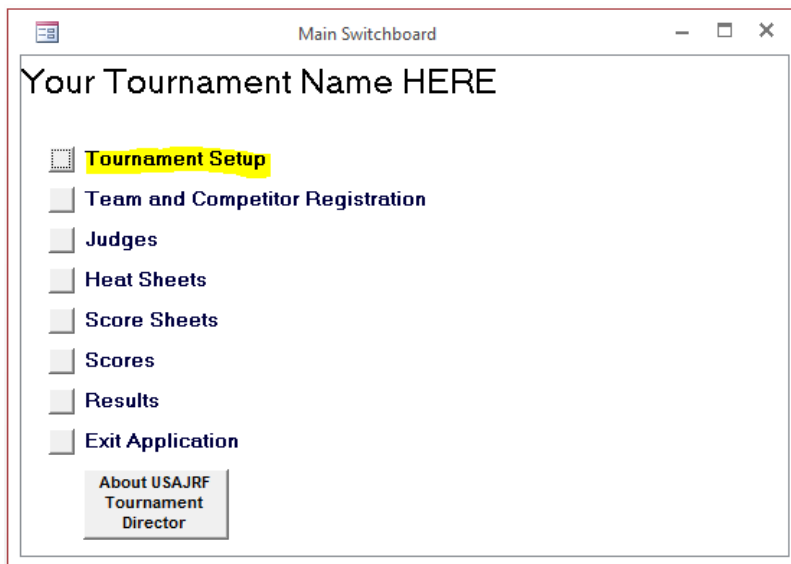 Main Switchboard
Your Tournament Name HERE
Tournament Setup
Team and Competitor Registration
Judges
Heat Sheets
Score Sheets
Scores
Results
Exit Application
About USAJRF
Tournament
Director